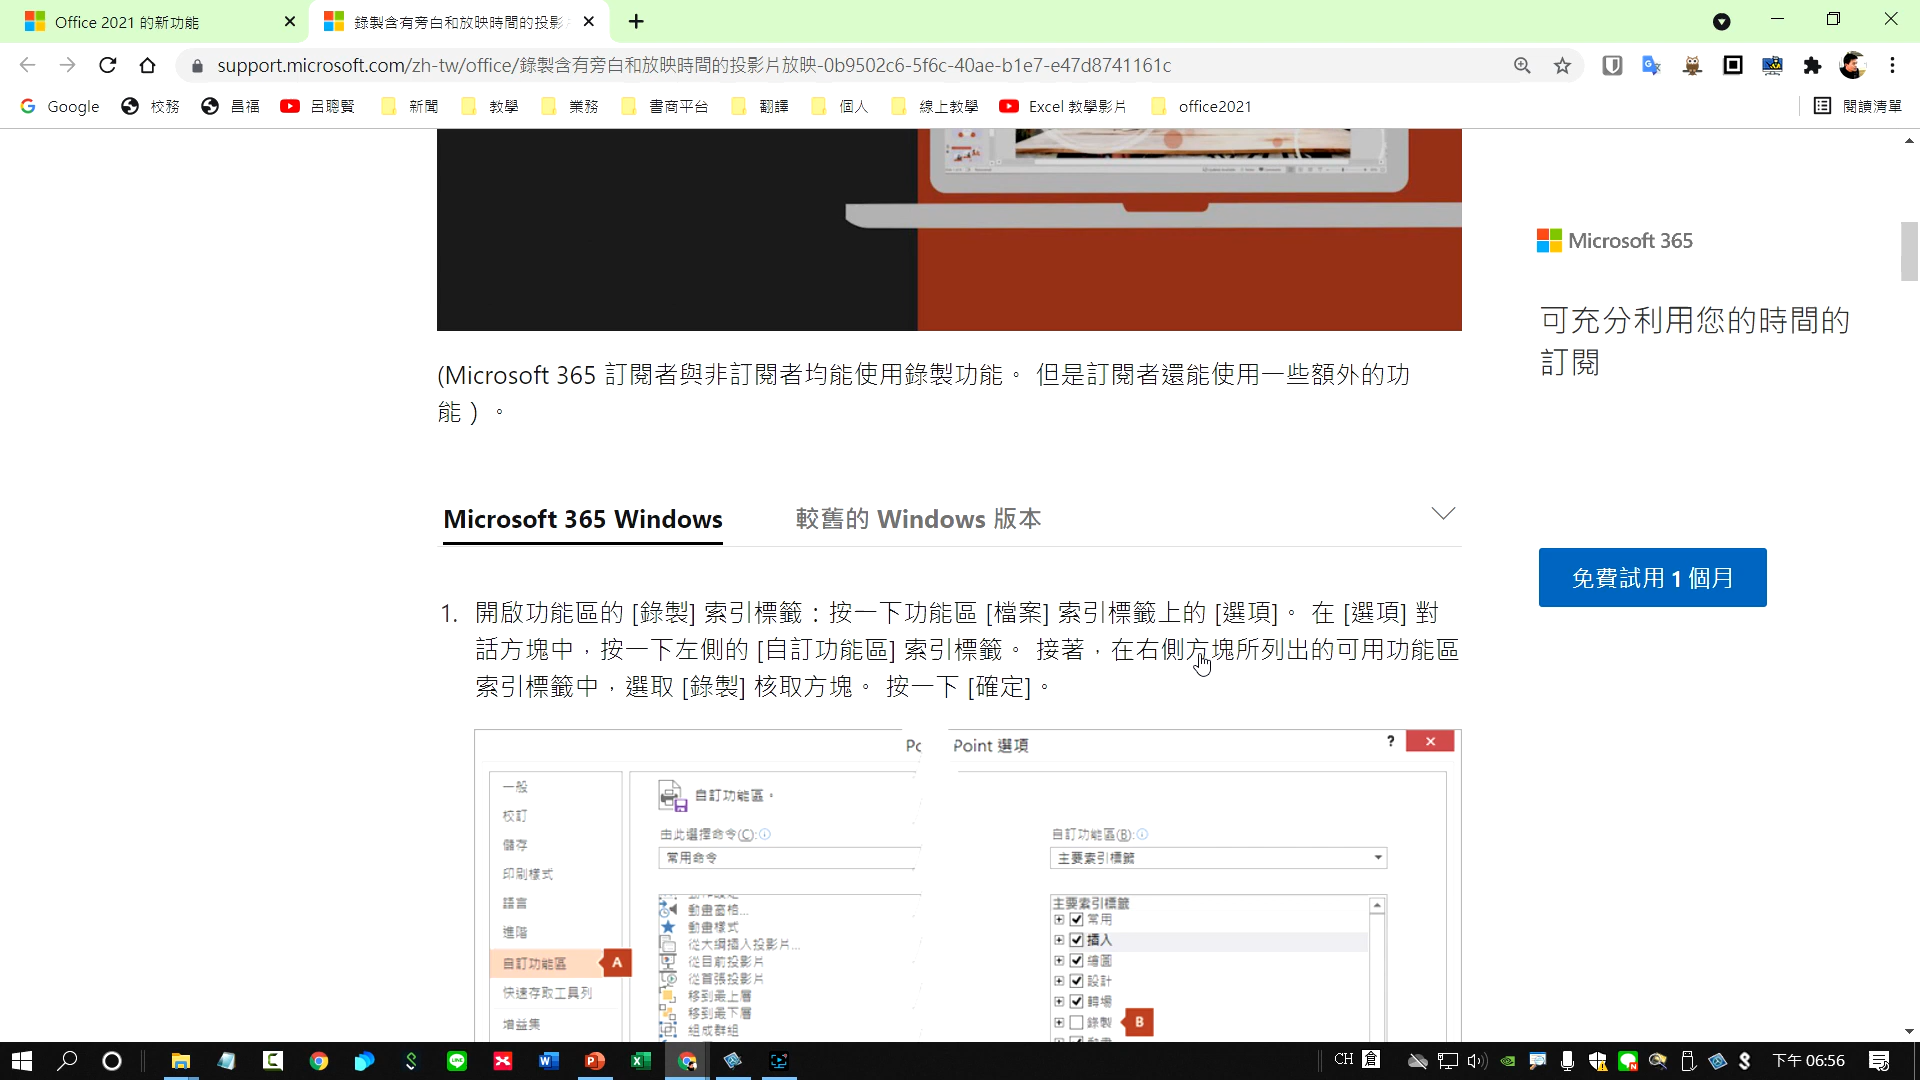 Office 2021 的新功能
錄製含有旁白和放映時間的投影片
support.microsoft.com/zh-tw/office/錄製含有旁白和放映時間的投影片放映-0b9502c6-5f6c-40ae-b1e7-e47d8741161c
Google
校務
昌福
呂聰賢
新聞
教學
業務
書商平台
翻譯
個人
線上教學
Excel 教學影片
office2021
閱讀清單
Microsoft 365
可充分利用您的時間的
訂閱
免費試用 1 個月
(Microsoft 365 訂閱者與非訂閱者均能使用錄製功能。 但是訂閱者還能使用一些額外的功
能 ) 。
Microsoft 365 Windows
較舊的 Windows 版本
1. 開啟功能區的 [錄製] 索引標籤：按一下功能區 [檔案] 索引標籤上的 [選項]。 在 [選項] 對
話方塊中，按一下左側的 [自訂功能區] 索引標籤。 接著，在右側方塊所列出的可用功能區
索引標籤中，選取 [錄製] 核取方塊。 按一下 [確定]。
Point 選項
?
一般
校訂
儲存
印刷樣式
語言
進階
自訂功能區
A
快速存取工具列
增益集
自訂功能區。
由此選擇命令(C):
常用命令
動畫窗格...
動畫樣式
從大綱插入投影片...
從目前投影片
從首張投影片
移到最上層
移到最下層
組成群組
自訂功能區(B):
主要索引標籤
主要索引標籤
常用
插入
繪圖
設計
轉場
錄製
B
CH 倉
下午 06:56